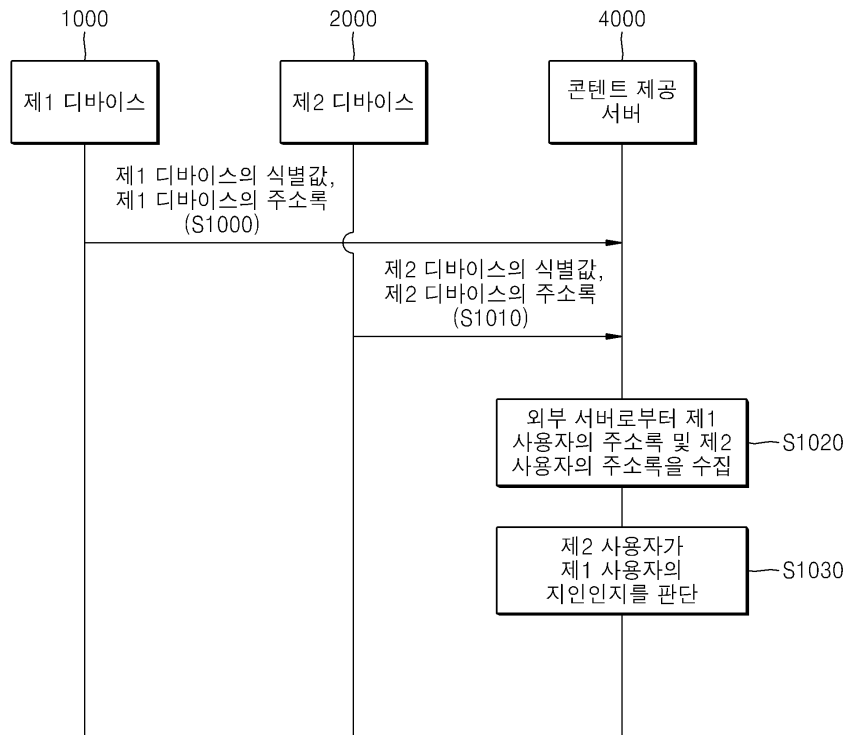 1000
2000
4000
제1 디바이스
제2 디바이스
콘텐트 제공
서버
제1 디바이스의 식별값,
제1 디바이스의 주소록
(S1000)
제2 디바이스의 식별값,
제2 디바이스의 주소록
(S1010)
외부 서버로부터 제1
사용자의 주소록 및 제2
사용자의 주소록을 수집
S1020
제2 사용자가
제1 사용자의
지인인지를 판단
S1030